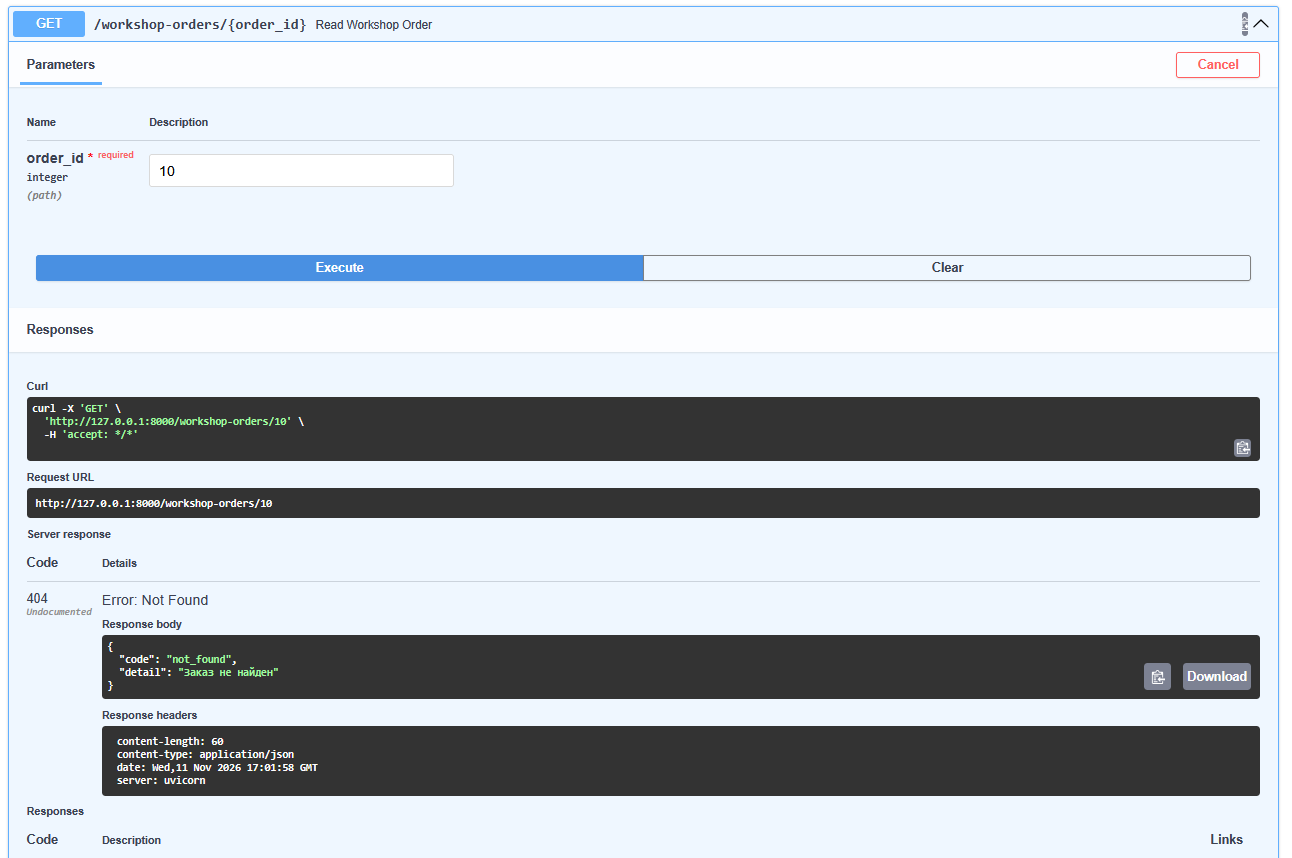 GET /workshop-orders/{order_id} Read Workshop Order
Parameters
Cancel
Name Description
order_id * required
integer
(path)
10
Execute Clear
Responses
Curl
curl -X 'GET' \
'http://127.0.0.1:8000/workshop-orders/10' \
-H 'accept: */*'
Request URL
http://127.0.0.1:8000/workshop-orders/10
Server response
Code Details
404 Error: Not Found
Undocumented
Response body
{
"code": "not_found",
"detail": "Заказ не найден"
}
Download
Response headers
content-length: 60
content-type: application/json
date: Wed,11 Nov 2026 17:01:58 GMT
server: uvicorn
Responses
Code Description Links